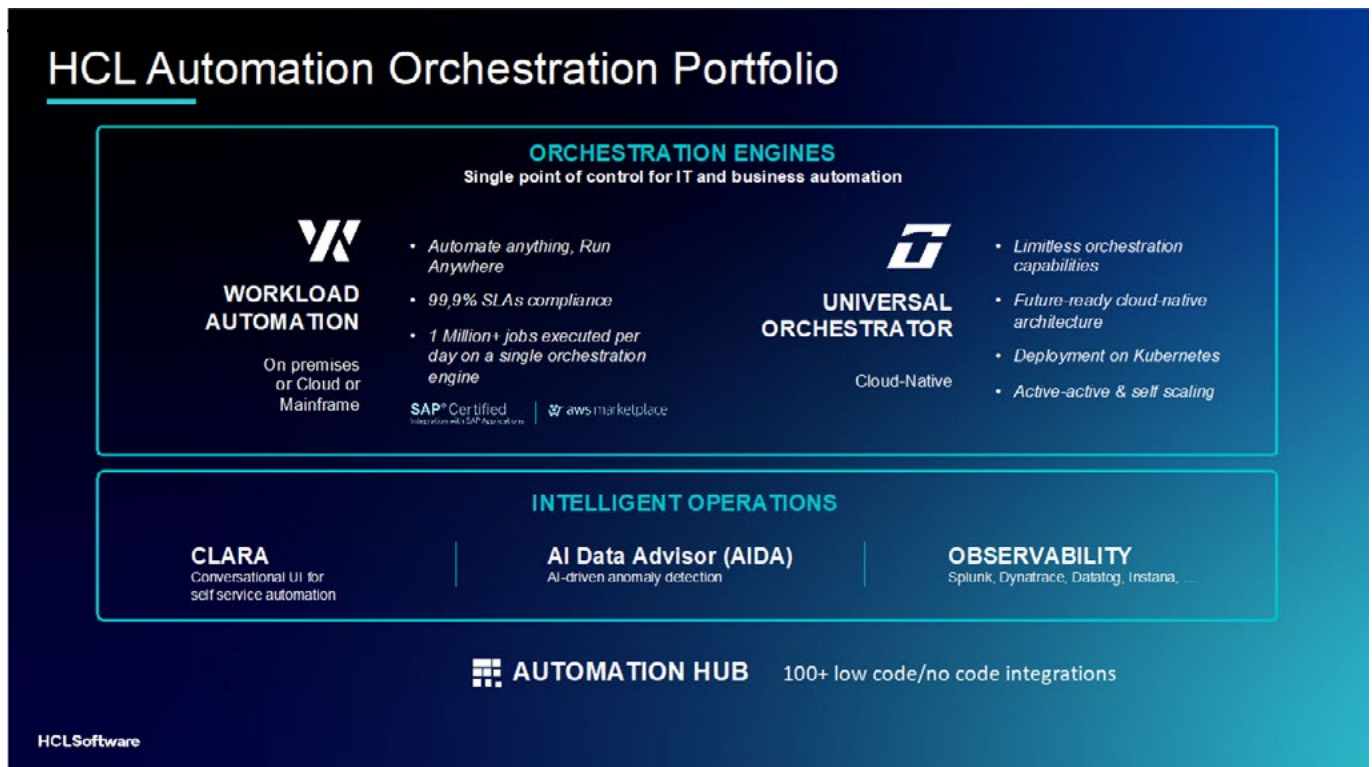 HCL Automation Orchestration Portfolio
ORCHESTRATION ENGINES
Single point of control for IT and business automation
WORKLOAD
AUTOMATION
On premises
or Cloud or
Mainframe
• Automate anything, Run
Anywhere
• 99,9% SLAs compliance
• 1 Million+ jobs executed per
day on a single orchestration
engine
SAP® Certified
Integration with SAP Applications
aws marketplace
UNIVERSAL
ORCHESTRATOR
Cloud-Native
• Limitless orchestration
capabilities
• Future-ready cloud-native
architecture
• Deployment on Kubernetes
• Active-active & self scaling
INTELLIGENT OPERATIONS
CLARA
Conversational UI for
self service automation
AI Data Advisor (AIDA)
AI-driven anomaly detection
OBSERVABILITY
Splunk, Dynatrace, Datatog, Instana, ...
AUTOMATION HUB 100+ low code/no code integrations
HCLSoftware